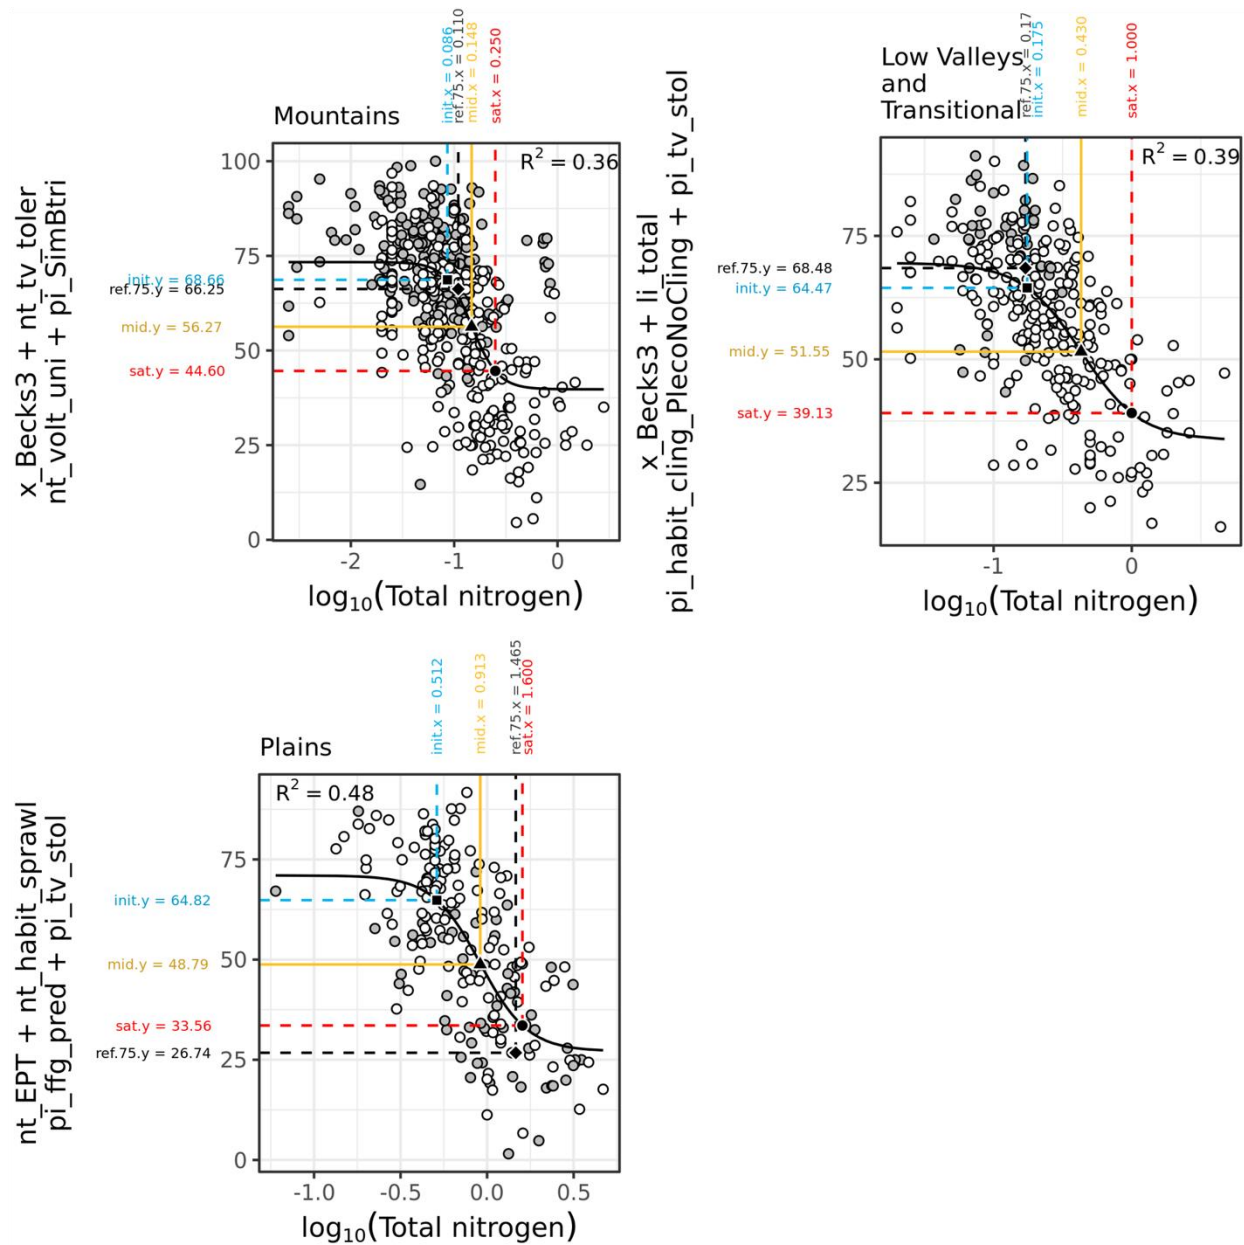 init.x = 0.086
ref.75.x = 0.110
mid.x = 0.148
sat.x = 0.250
Mountains
x_Becks3 + nt_tv_toler
nt_volt_uni + pi_SimBtri
R² = 0.36
100
75
50
25
0
init.y = 68.66
ref.75.y = 66.25
mid.y = 56.27
sat.y = 44.60
-2 -1 0
log₁₀(Total nitrogen)
Low Valleys
and
Transitional
ref.75.x = 0.17
init.x = 0.175
mid.x = 0.430
sat.x = 1.000
x_Becks3 + li_total
pi_habit_cling_PlecoNoCling + pi_tv_stol
R² = 0.39
75
50
25
ref.75.y = 68.48
init.y = 64.47
mid.y = 51.55
sat.y = 39.13
-1 0
log₁₀(Total nitrogen)
Plains
init.x = 0.512
mid.x = 0.913
ref.75.x = 1.465
sat.x = 1.600
nt_EPT + nt_habit_sprawl
pi_ffg_pred + pi_tv_stol
R² = 0.48
75
50
25
0
init.y = 64.82
mid.y = 48.79
sat.y = 33.56
ref.75.y = 26.74
-1.0 -0.5 0.0 0.5
log₁₀(Total nitrogen)